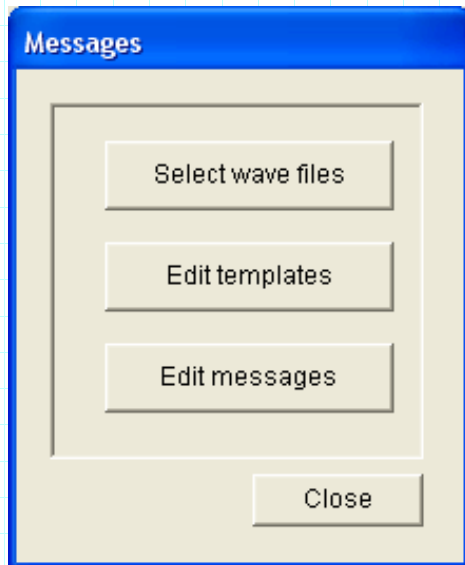 Messages
Select wave files
Edit templates
Edit messages
Close